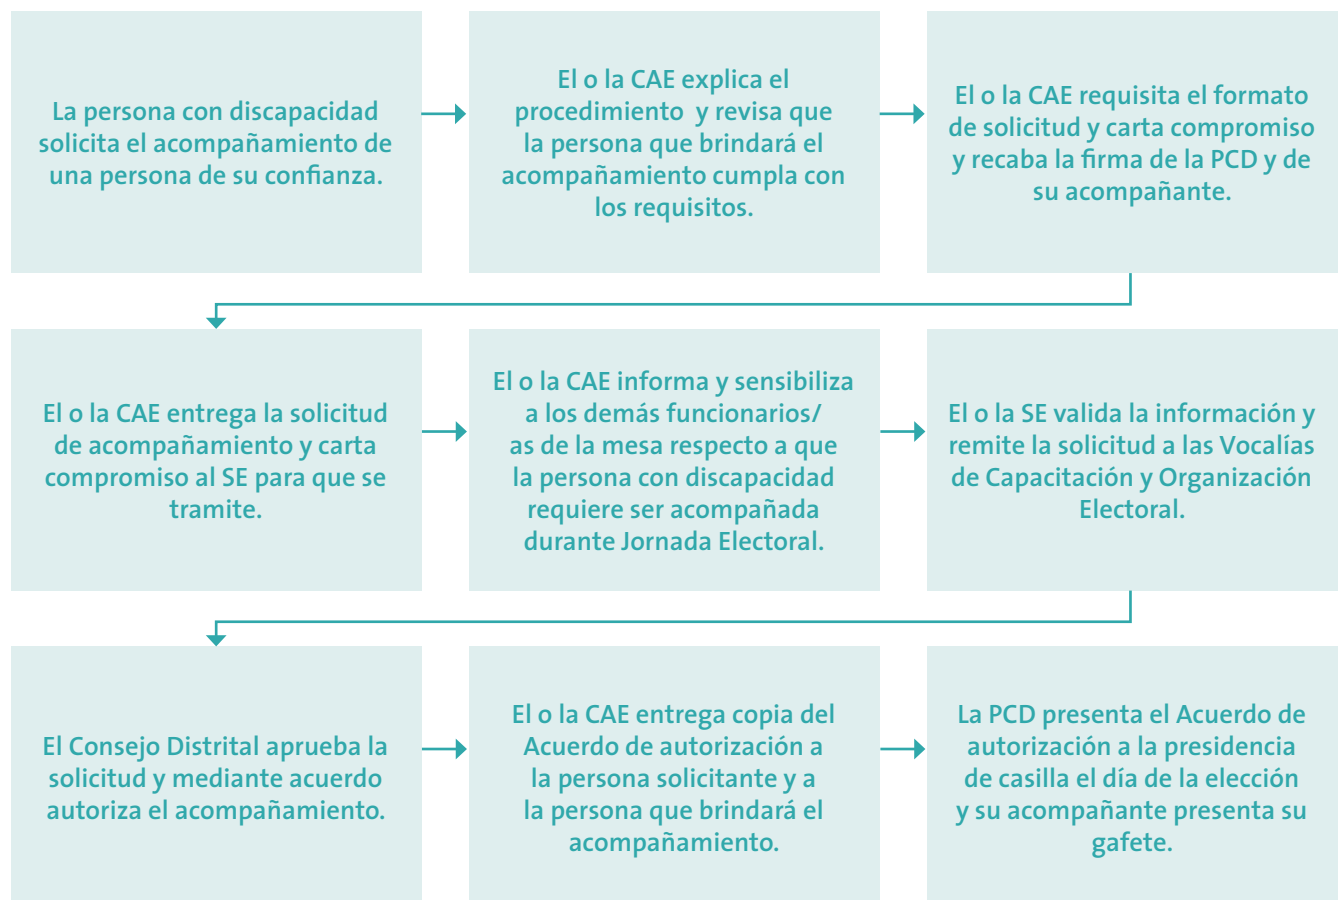 La persona con discapacidad
solicita el acompañamiento de
una persona de su confianza.
El o la CAE explica el
procedimiento y revisa que
la persona que brindará el
acompañamiento cumpla con
los requisitos.
El o la CAE requisita el formato
de solicitud y carta compromiso
y recaba la firma de la PCD y de
su acompañante.
El o la CAE entrega la solicitud
de acompañamiento y carta
compromiso al SE para que se
tramite.
El o la CAE informa y sensibiliza
a los demás funcionarios/
as de la mesa respecto a que
la persona con discapacidad
requiere ser acompañada
durante Jornada Electoral.
El o la SE valida la información y
remite la solicitud a las Vocalías
de Capacitación y Organización
Electoral.
El Consejo Distrital aprueba la
solicitud y mediante acuerdo
autoriza el acompañamiento.
El o la CAE entrega copia del
Acuerdo de autorización a
la persona solicitante y a
la persona que brindará el
acompañamiento.
La PCD presenta el Acuerdo de
autorización a la presidencia
de casilla el día de la elección
y su acompañante presenta su
gafete.